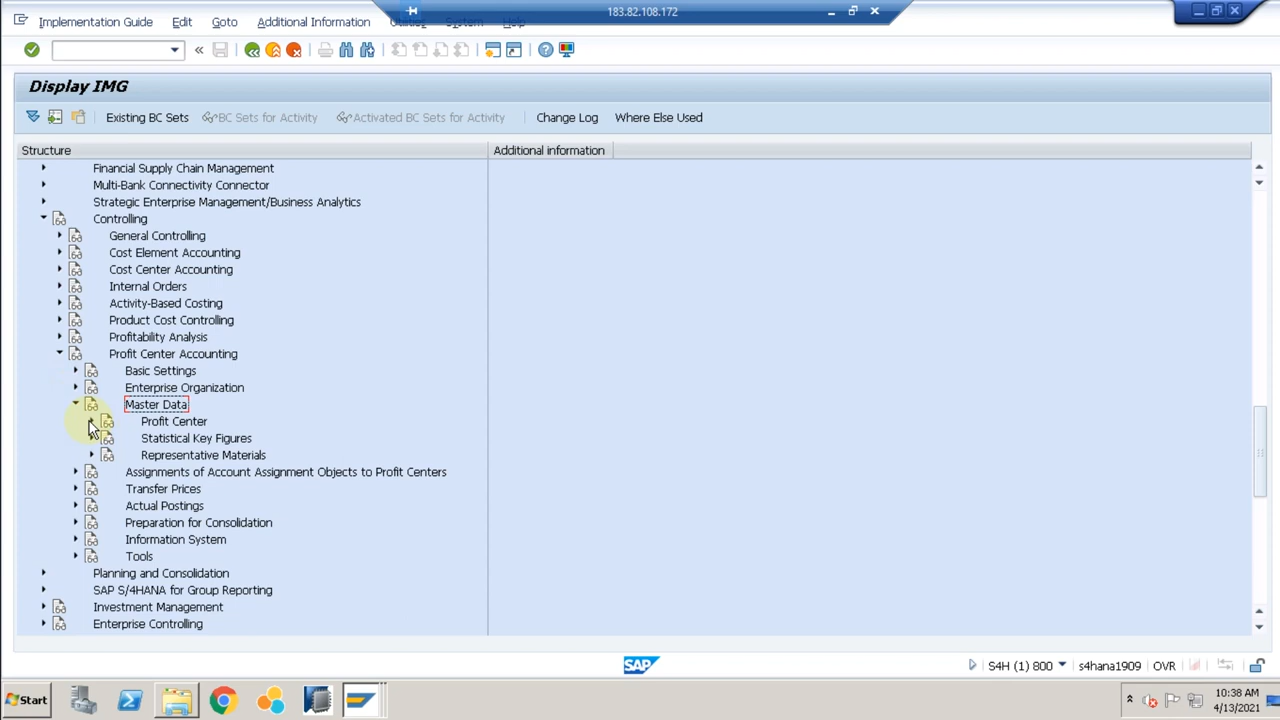 183.82.108.172
Implementation Guide Edit Goto Additional Information Utilities System Help
Display IMG
Existing BC Sets BC Sets for Activity Activated BC Sets for Activity Change Log Where Else Used
Structure Additional information
Financial Supply Chain Management
Multi-Bank Connectivity Connector
Strategic Enterprise Management/Business Analytics
Controlling
General Controlling
Cost Element Accounting
Cost Center Accounting
Internal Orders
Activity-Based Costing
Product Cost Controlling
Profitability Analysis
Profit Center Accounting
Basic Settings
Enterprise Organization
Master Data
Profit Center
Statistical Key Figures
Representative Materials
Assignments of Account Assignment Objects to Profit Centers
Transfer Prices
Actual Postings
Preparation for Consolidation
Information System
Tools
Planning and Consolidation
SAP S/4HANA for Group Reporting
Investment Management
Enterprise Controlling
SAP S4H (1) 800 s4hana1909 OVR
Start 10:38 AM
4/13/2021